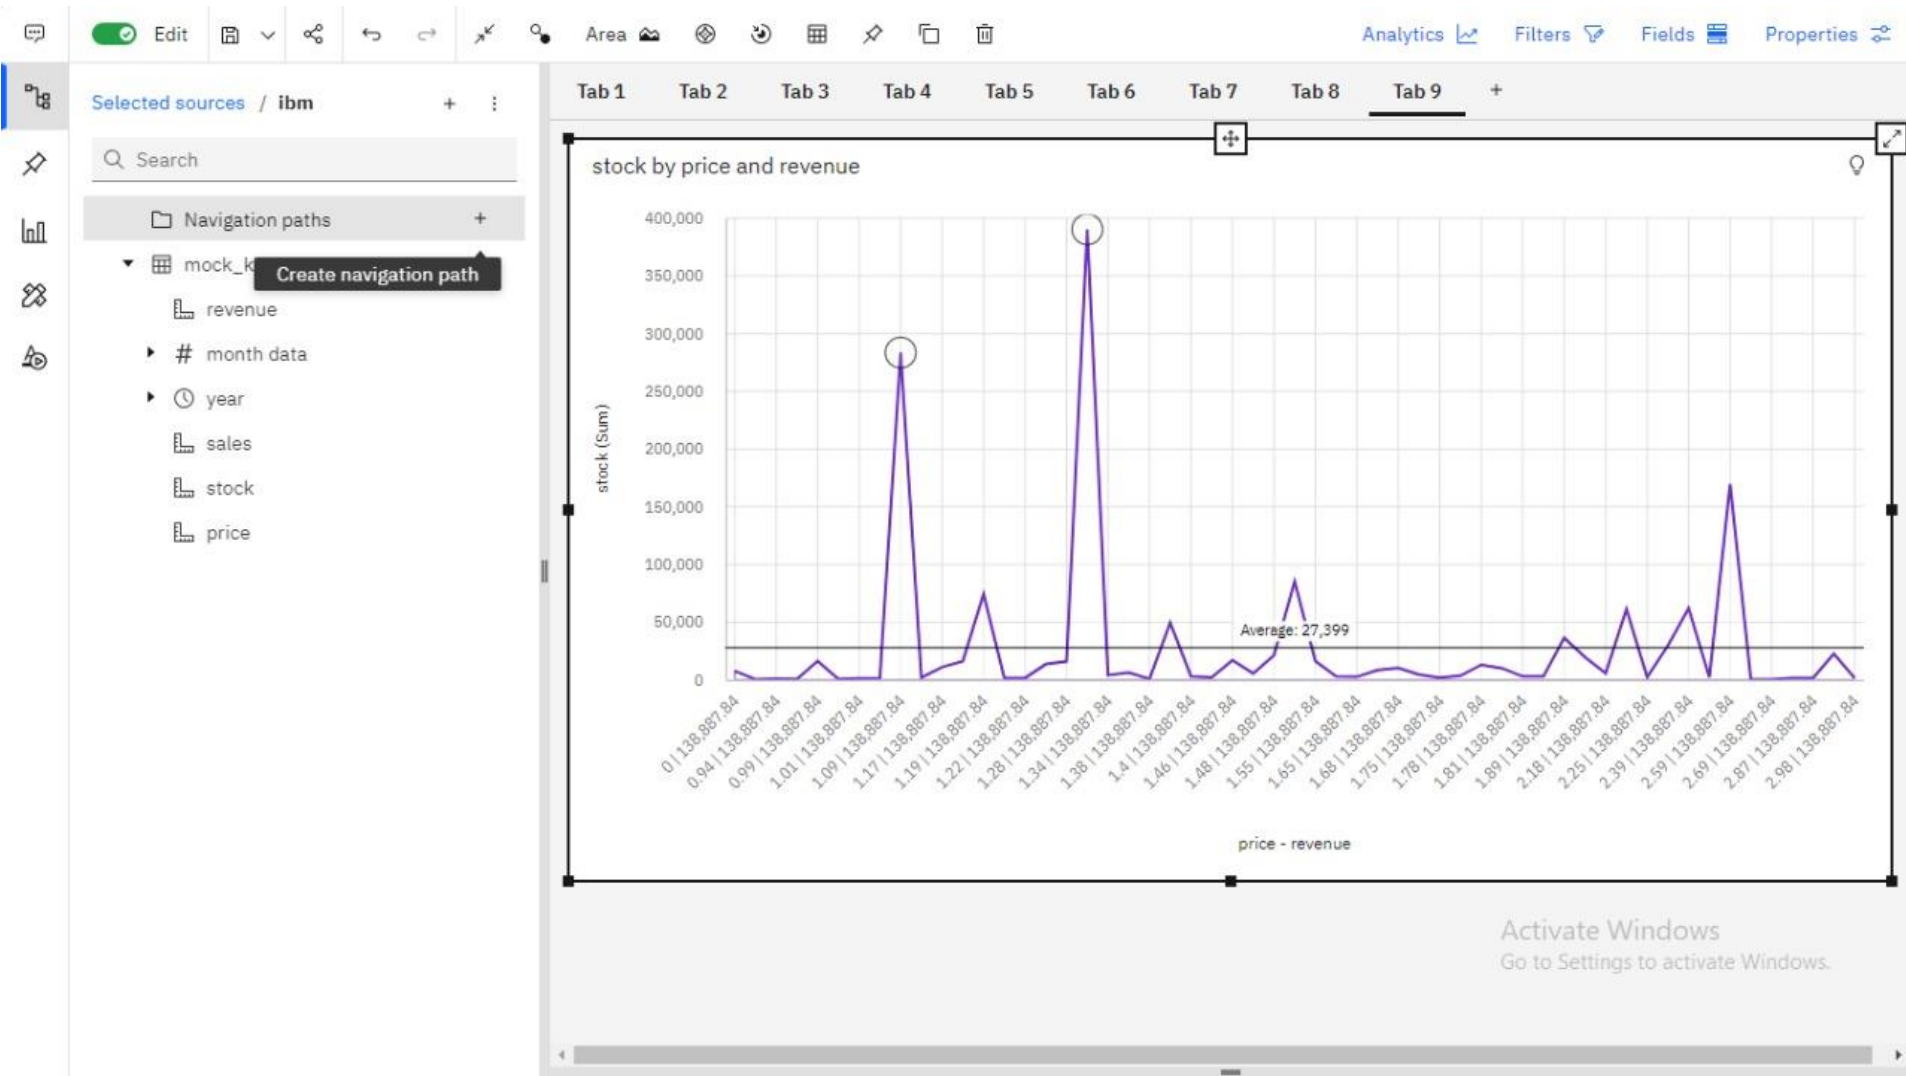 Edit
Area
Analytics
Filters
Fields
Properties
Selected sources / ibm
Search
Navigation paths
mock_k
Create navigation path
revenue
month data
year
sales
stock
price
Tab 1
Tab 2
Tab 3
Tab 4
Tab 5
Tab 6
Tab 7
Tab 8
Tab 9
stock by price and revenue
stock (Sum)
400,000
350,000
300,000
250,000
200,000
150,000
100,000
50,000
0
Average: 27,399
0 | 138,887.84
0.94 | 138,887.84
0.99 | 138,887.84
1.01 | 138,887.84
1.09 | 138,887.84
1.17 | 138,887.84
1.19 | 138,887.84
1.22 | 138,887.84
1.28 | 138,887.84
1.34 | 138,887.84
1.38 | 138,887.84
1.4 | 138,887.84
1.46 | 138,887.84
1.48 | 138,887.84
1.55 | 138,887.84
1.65 | 138,887.84
1.68 | 138,887.84
1.75 | 138,887.84
1.78 | 138,887.84
1.81 | 138,887.84
1.89 | 138,887.84
2.18 | 138,887.84
2.25 | 138,887.84
2.39 | 138,887.84
2.59 | 138,887.84
2.69 | 138,887.84
2.87 | 138,887.84
2.98 | 138,887.84
price - revenue
Activate Windows
Go to Settings to activate Windows.